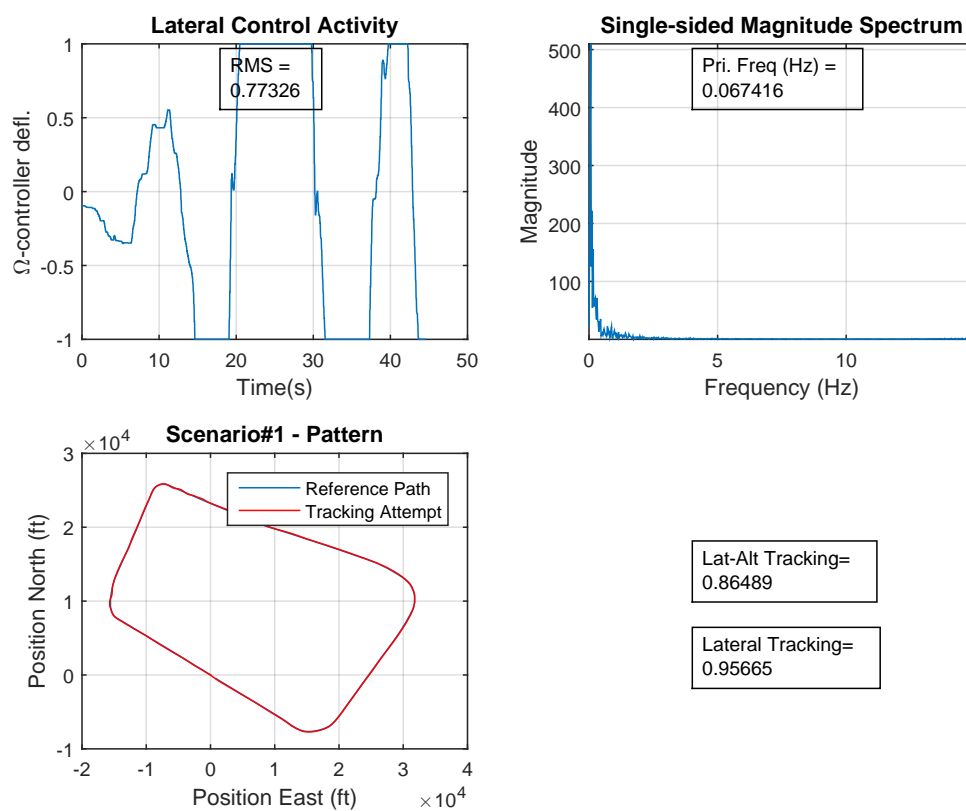 Lateral Control Activity
RMS =
0.77326
1
0.5
0
-0.5
-1
Ω-controller defl.
0 10 20 30 40 50
Time(s)
Single-sided Magnitude Spectrum
Pri. Freq (Hz) =
0.067416
500
400
300
200
100
Magnitude
0 5 10
Frequency (Hz)
Scenario#1 - Pattern
×10⁴
3
2
1
0
-1
Position North (ft)
Reference Path
Tracking Attempt
-2 -1 0 1 2 3 4
Position East (ft)
×10⁴
Lat-Alt Tracking=
0.86489
Lateral Tracking=
0.95665